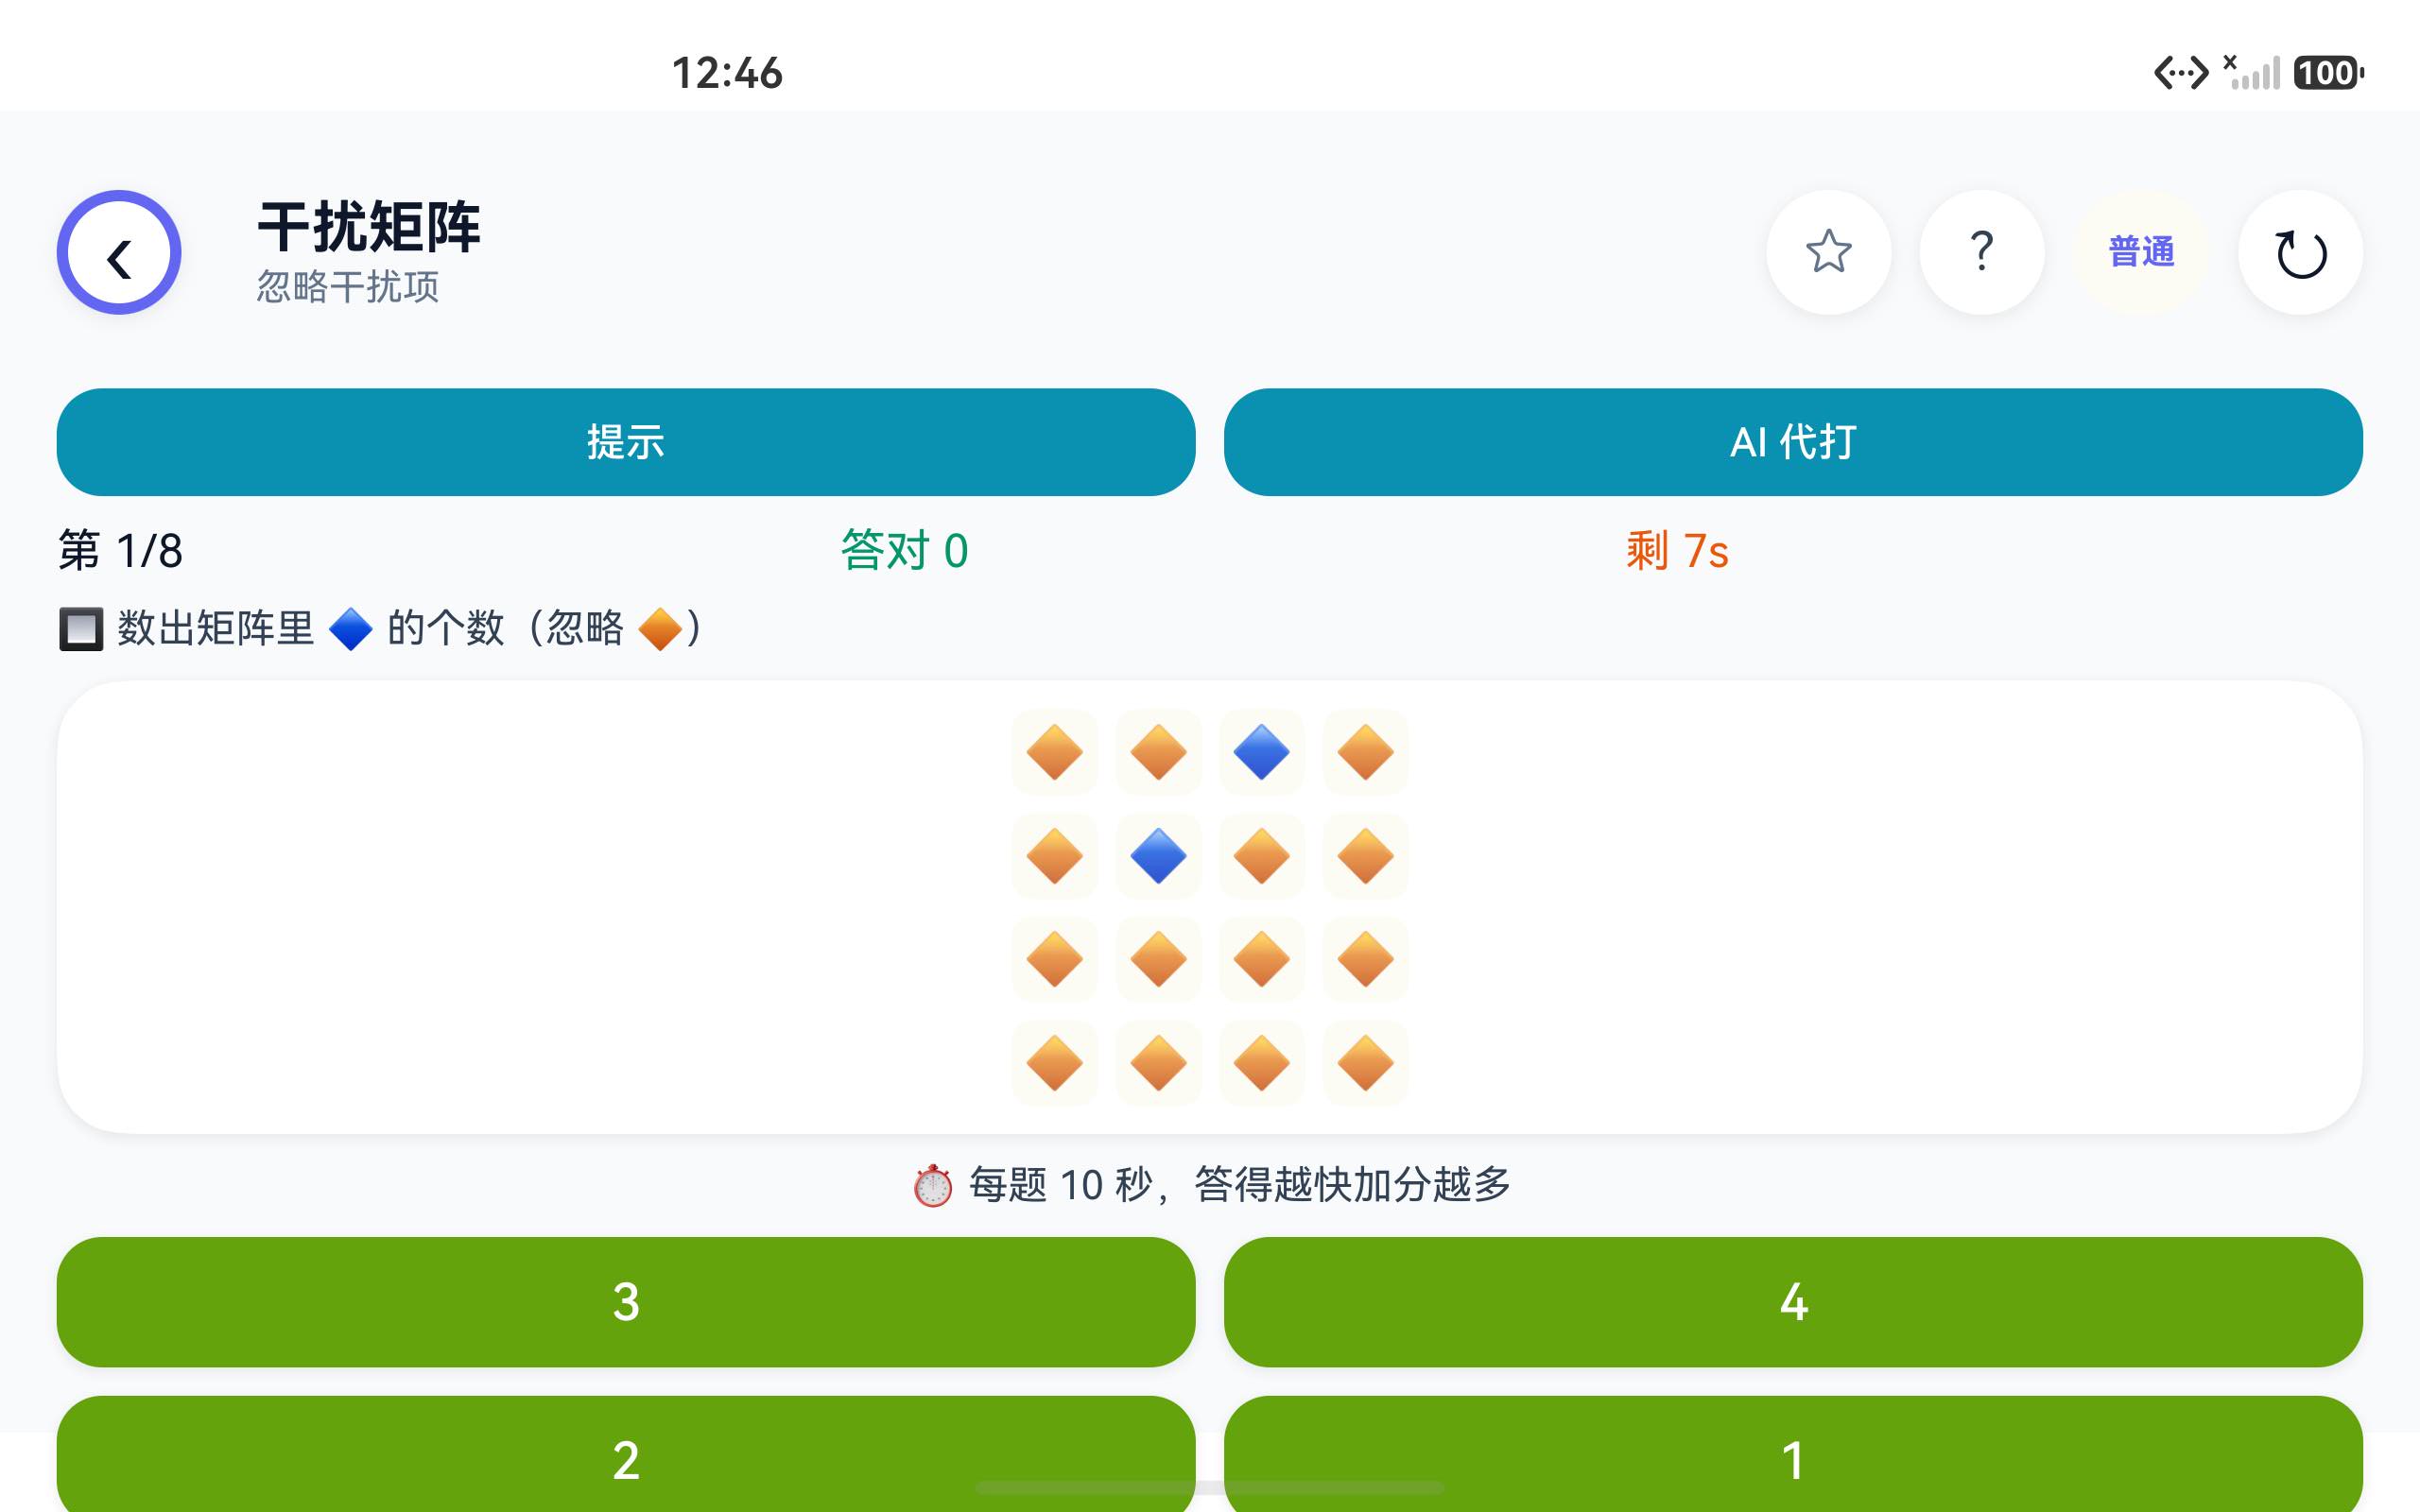 12:46
100
干扰矩阵
忽略干扰项
?
普通
提示
AI 代打
第 1/8
答对 0
剩 7s
🔲 数出矩阵里 🔷 的个数（忽略 🔶）
⏱ 每题 10 秒，答得越快加分越多
3
4
2
1